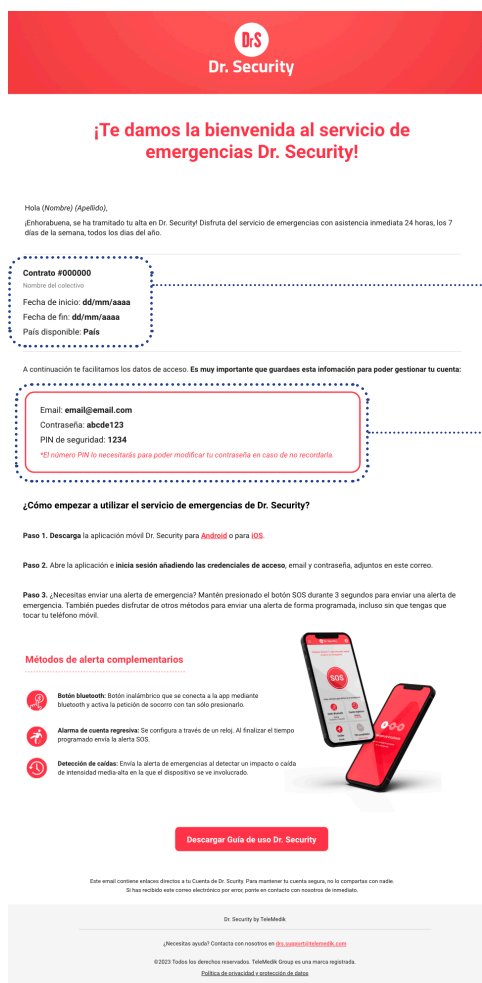 DrS
Dr. Security
¡Te damos la bienvenida al servicio de
emergencias Dr. Security!
Hola (Nombre) (Apellido),
¡Enhorabuena, se ha tramitado tu alta en Dr. Security! Disfruta del servicio de emergencias con asistencia inmediata 24 horas, los 7
días de la semana, todos los dias del año.
Contrato #000000
Nombre del colectivo
Fecha de inicio: dd/mm/aaaa
Fecha de fin: dd/mm/aaaa
País disponible: País
A continuación te facilitamos los datos de acceso. Es muy importante que guardaes esta infomación para poder gestionar tu cuenta:
Email: email@email.com
Contraseña: abcde123
PIN de seguridad: 1234
*El número PIN lo necesitarás para poder modificar tu contraseña en caso de no recordarla.
¿Cómo empezar a utilizar el servicio de emergencias de Dr. Security?
Paso 1. Descarga la aplicación móvil Dr. Security para Android o para iOS.
Paso 2. Abre la aplicación e inicia sesión añadiendo las credenciales de acceso, email y contraseña, adjuntos en este correo.
Paso 3. ¿Necesitas enviar una alerta de emergencia? Mantén presionado el botón SOS durante 3 segundos para enviar una alerta de
emergencia. También puedes disfrutar de otros métodos para enviar una alerta de forma programada, incluso sin que tengas que
tocar tu teléfono móvil.
Métodos de alerta complementarios
Botón bluetooth: Botón inalámbrico que se conecta a la app mediante
bluetooth y activa la petición de socorro con tan sólo presionarlo.
Alarma de cuenta regresiva: Se configura a través de un reloj. Al finalizar el tiempo
programado envía la alerta SOS.
Detección de caídas: Envía la alerta de emergencias al detectar un impacto o caída
de intensidad media-alta en la que el dispositivo se ve involucrado.
SOS
Descargar Guía de uso Dr. Security
Este email contiene enlaces directos a tu Cuenta de Dr. Scurity. Para mantener tu cuenta segura, no lo compartas con nadie.
Si has recibido este correo electrónico por error, ponte en contacto con nosotros de inmediato.
Dr. Security by TeleMedik
¿Necesitas ayuda? Contacta con nosotros en drs.support@telemedik.com
©2023 Todos los derechos reservados. TeleMedik Group es una marca registrada.
Política de privacidad y protección de datos